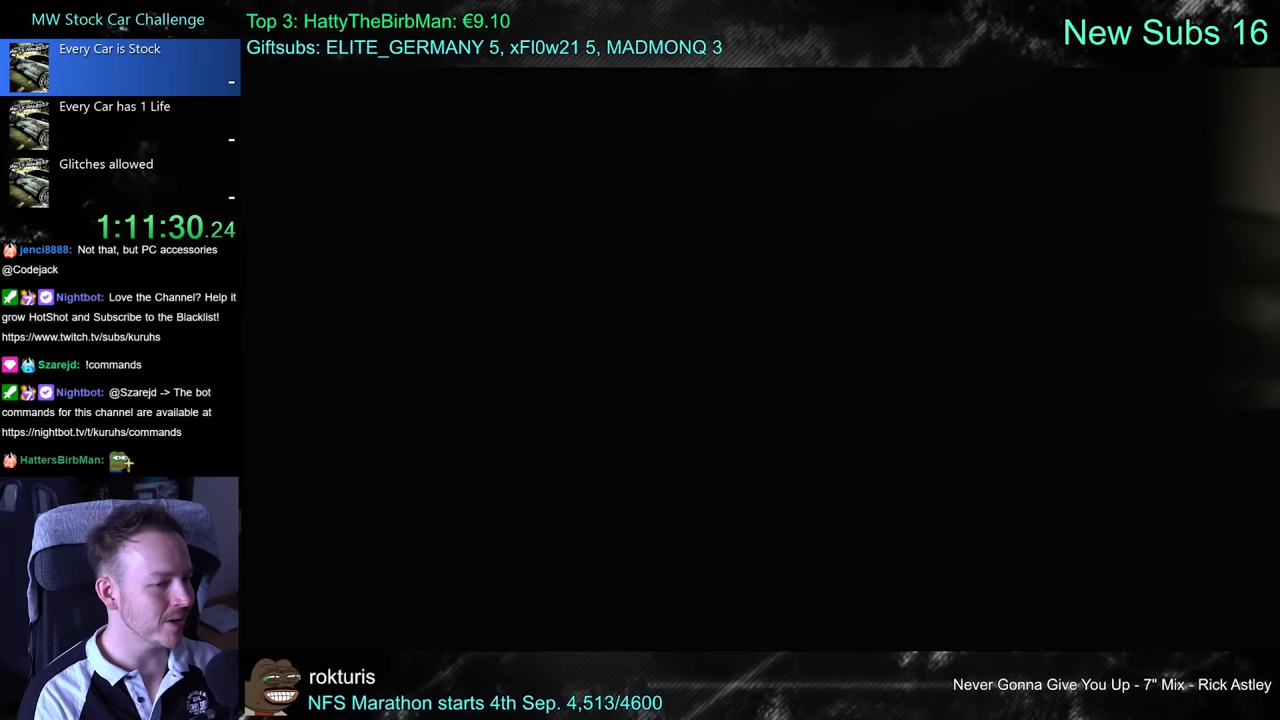 MW Stock Car Challenge
Every Car is Stock
-
Every Car has 1 Life
-
Glitches allowed
-
1:11:30.24
Top 3: HattyTheBirbMan: €9.10
Giftsubs: ELITE_GERMANY 5, xFl0w21 5, MADMONQ 3
New Subs 16
jenci8888: Not that, but PC accessories
@Codejack
Nightbot: Love the Channel? Help it
grow HotShot and Subscribe to the Blacklist!
https://www.twitch.tv/subs/kuruhs
Szarejd: !commands
Nightbot: @Szarejd -> The bot
commands for this channel are available at
https://nightbot.tv/t/kuruhs/commands
HattersBirbMan:
rokturis
NFS Marathon starts 4th Sep. 4,513/4600
Never Gonna Give You Up - 7" Mix - Rick Astley